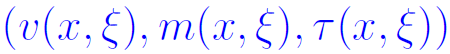 (v(x, ξ), m(x, ξ), τ(x, ξ))